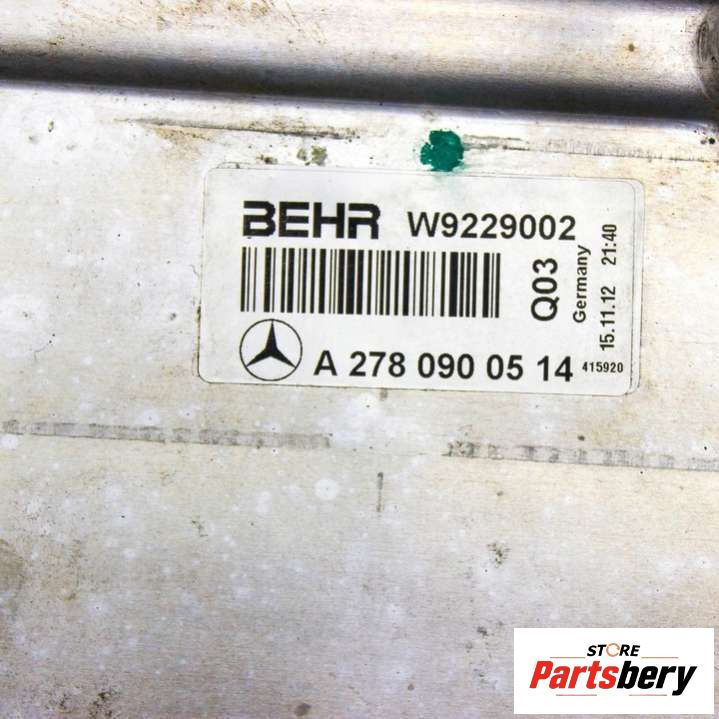 BEHR W9229002
Q03
Germany
15.11.12 21:40
A 278 090 05 14 415920
STORE
Partsbery